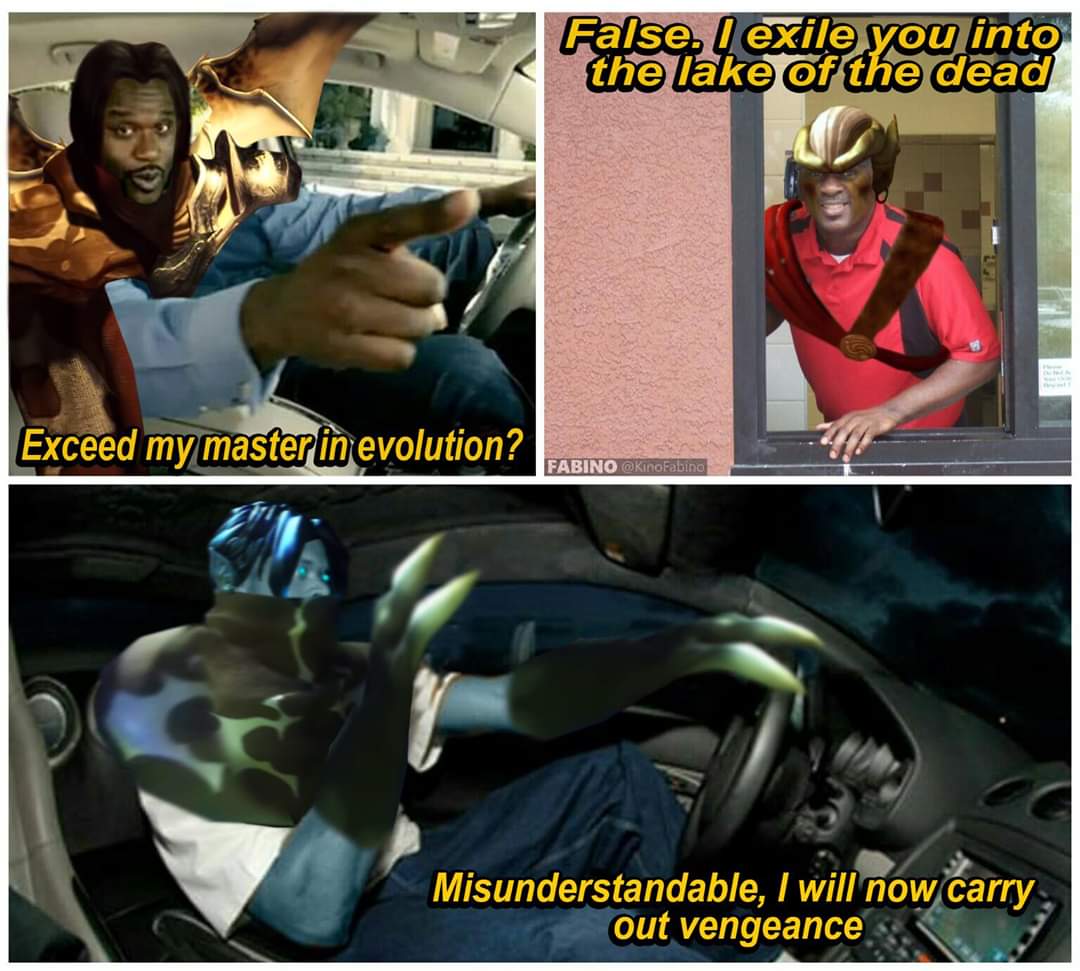 Exceed my master in evolution?
False. I exile you into
the lake of the dead
FABINO @KinoFabino
Misunderstandable, I will now carry
out vengeance